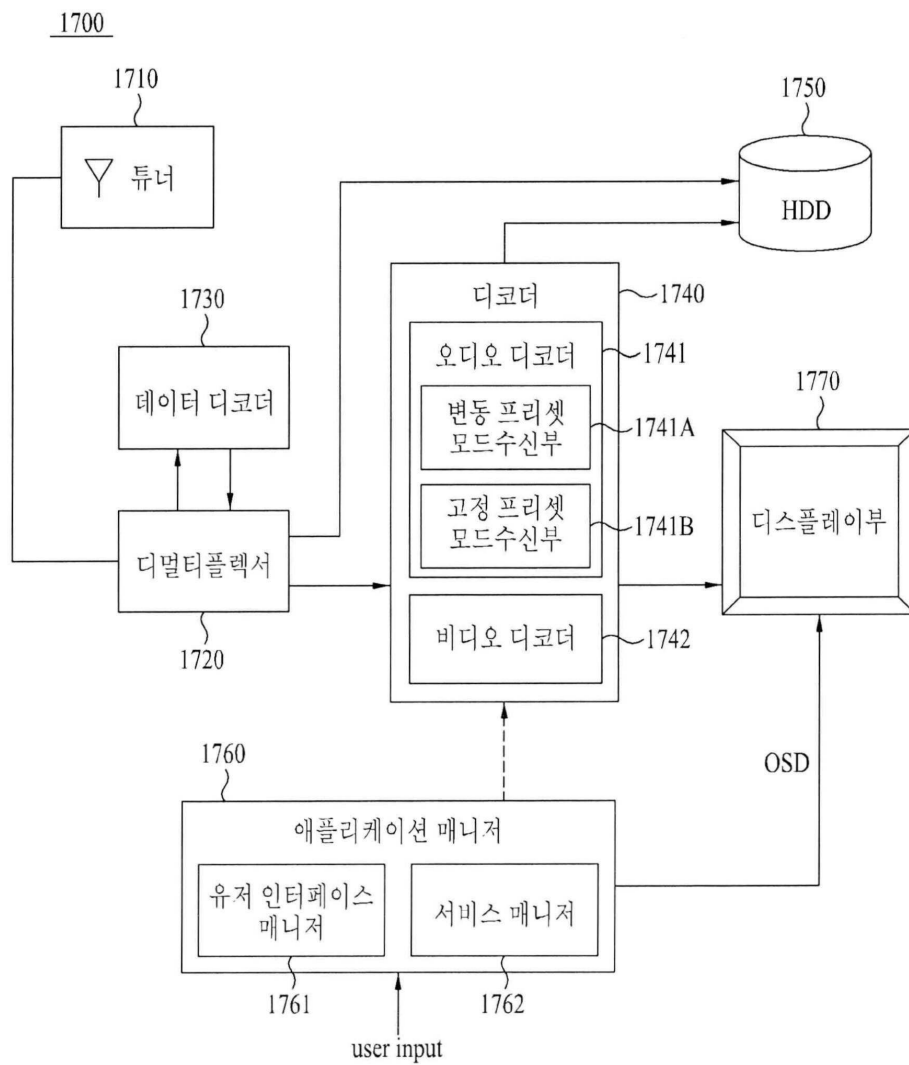 1700
1710
튜너
1750
HDD
1730
데이터 디코더
디코더
1740
오디오 디코더
1741
변동 프리셋
모드수신부
1741A
고정 프리셋
모드수신부
1741B
1770
디스플레이부
디멀티플렉서
1720
비디오 디코더
1742
1760
OSD
애플리케이션 매니저
유저 인터페이스
매니저
서비스 매니저
1761
1762
user input